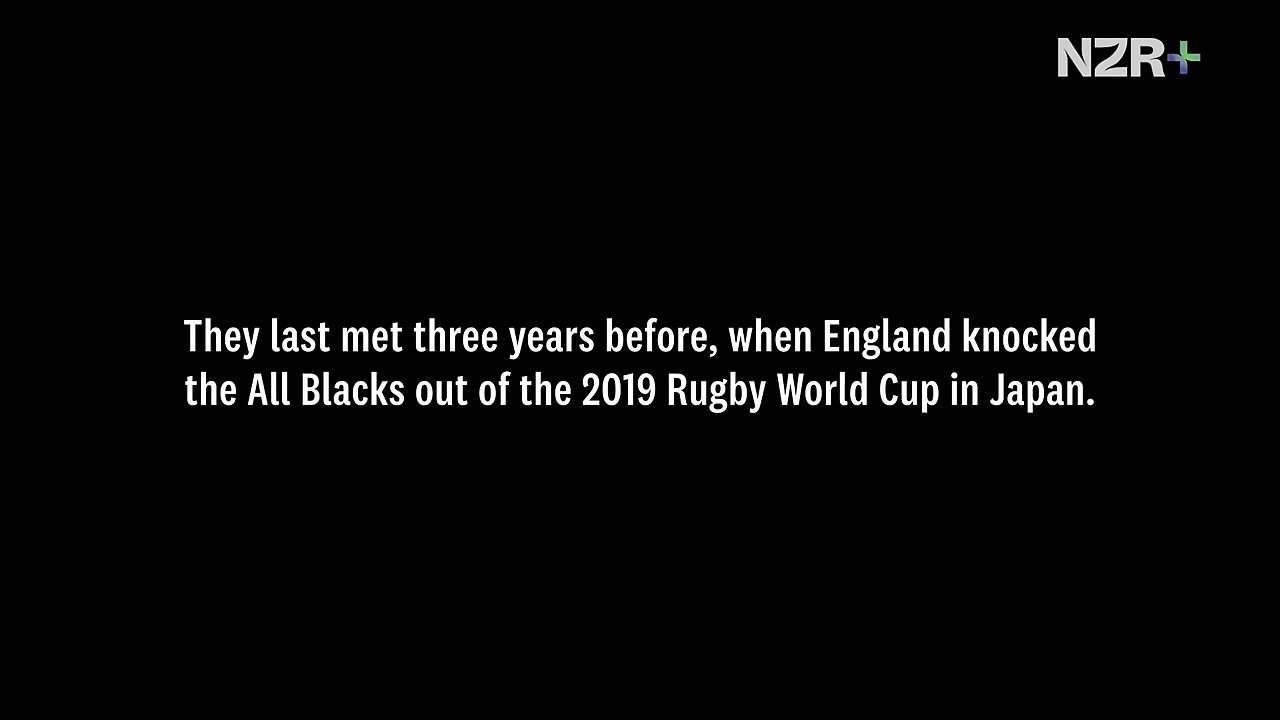 NZR+
They last met three years before, when England knocked
the All Blacks out of the 2019 Rugby World Cup in Japan.